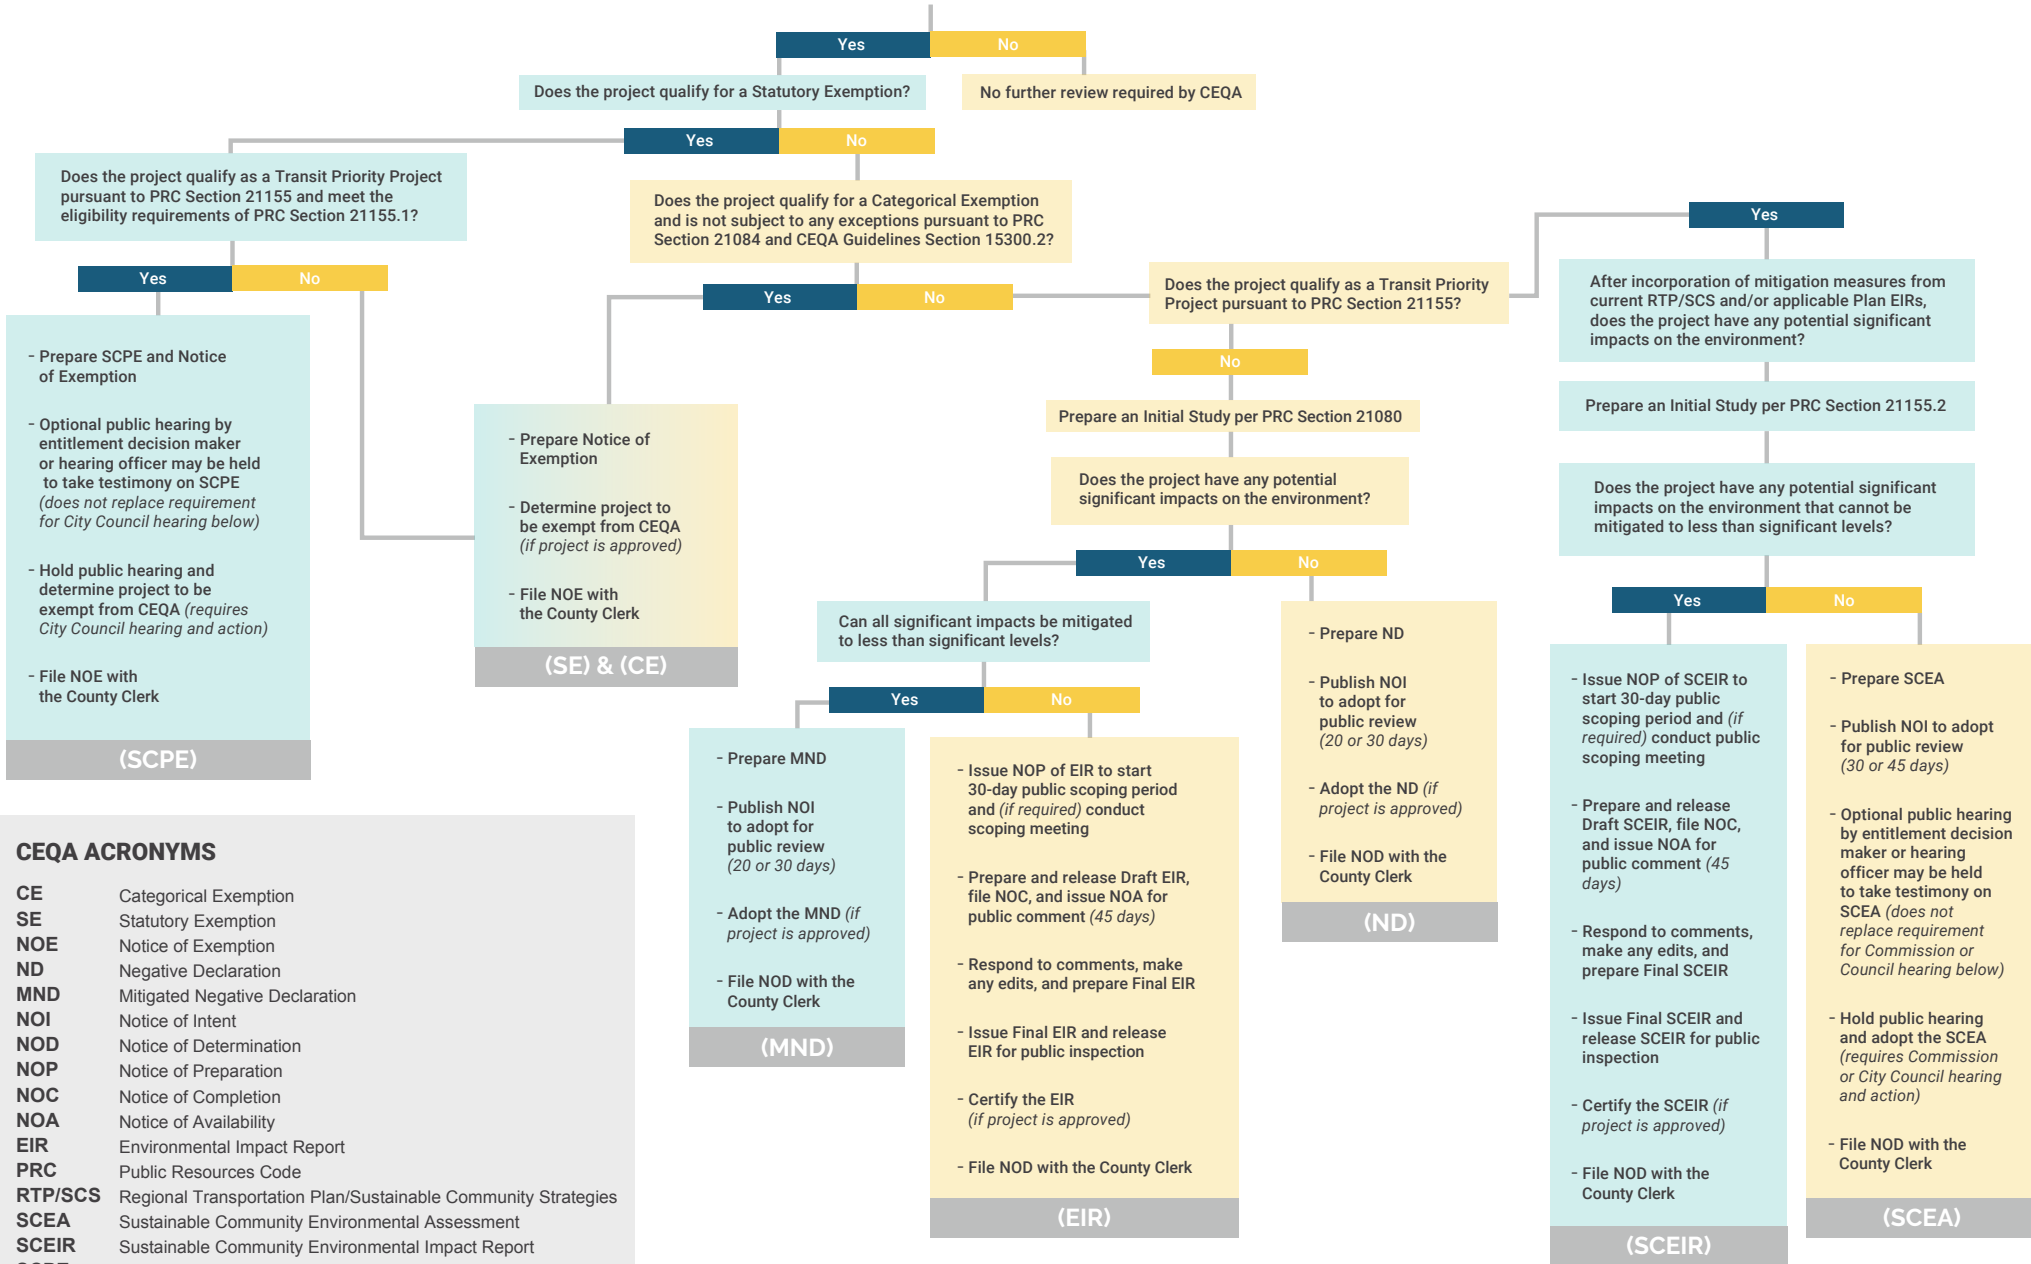 Yes
No
Does the project qualify for a Statutory Exemption?
No further review required by CEQA
Yes
No
Does the project qualify as a Transit Priority Project
pursuant to PRC Section 21155 and meet the
eligibility requirements of PRC Section 21155.1?
Yes
No
- Prepare SCPE and Notice
of Exemption
- Optional public hearing by
entitlement decision maker
or hearing officer may be held
to take testimony on SCPE
(does not replace requirement
for City Council hearing below)
- Hold public hearing and
determine project to be
exempt from CEQA (requires
City Council hearing and action)
- File NOE with
the County Clerk
(SCPE)
Does the project qualify for a Categorical Exemption
and is not subject to any exceptions pursuant to PRC
Section 21084 and CEQA Guidelines Section 15300.2?
Yes
No
- Prepare Notice of
Exemption
- Determine project to
be exempt from CEQA
(if project is approved)
- File NOE with
the County Clerk
(SE) & (CE)
Does the project qualify as a Transit Priority
Project pursuant to PRC Section 21155?
No
Prepare an Initial Study per PRC Section 21080
Does the project have any potential
significant impacts on the environment?
Yes
No
Can all significant impacts be mitigated
to less than significant levels?
Yes
No
- Prepare MND
- Publish NOI
to adopt for
public review
(20 or 30 days)
- Adopt the MND (if
project is approved)
- File NOD with the
County Clerk
(MND)
- Issue NOP of EIR to start
30-day public scoping period
and (if required) conduct
scoping meeting
- Prepare and release Draft EIR,
file NOC, and issue NOA for
public comment (45 days)
- Respond to comments, make
any edits, and prepare Final EIR
- Issue Final EIR and release
EIR for public inspection
- Certify the EIR
(if project is approved)
- File NOD with the County Clerk
(EIR)
- Prepare ND
- Publish NOI
to adopt for
public review
(20 or 30 days)
- Adopt the ND (if
project is approved)
- File NOD with the
County Clerk
(ND)
Yes
After incorporation of mitigation measures from
current RTP/SCS and/or applicable Plan EIRs,
does the project have any potential significant
impacts on the environment?
Prepare an Initial Study per PRC Section 21155.2
Does the project have any potential significant
impacts on the environment that cannot be
mitigated to less than significant levels?
Yes
No
- Issue NOP of SCEIR to
start 30-day public
scoping period and (if
required) conduct public
scoping meeting
- Prepare and release
Draft SCEIR, file NOC,
and issue NOA for
public comment (45
days)
- Respond to comments,
make any edits, and
prepare Final SCEIR
- Issue Final SCEIR and
release SCEIR for public
inspection
- Certify the SCEIR (if
project is approved)
- File NOD with the
County Clerk
(SCEIR)
- Prepare SCEA
- Publish NOI to adopt
for public review
(30 or 45 days)
- Optional public hearing
by entitlement decision
maker or hearing
officer may be held
to take testimony on
SCEA (does not
replace requirement
for Commission or
Council hearing below)
- Hold public hearing
and adopt the SCEA
(requires Commission
or City Council hearing
and action)
- File NOD with the
County Clerk
(SCEA)
CEQA ACRONYMS
CE Categorical Exemption
SE Statutory Exemption
NOE Notice of Exemption
ND Negative Declaration
MND Mitigated Negative Declaration
NOI Notice of Intent
NOD Notice of Determination
NOP Notice of Preparation
NOC Notice of Completion
NOA Notice of Availability
EIR Environmental Impact Report
PRC Public Resources Code
RTP/SCS Regional Transportation Plan/Sustainable Community Strategies
SCEA Sustainable Community Environmental Assessment
SCEIR Sustainable Community Environmental Impact Report